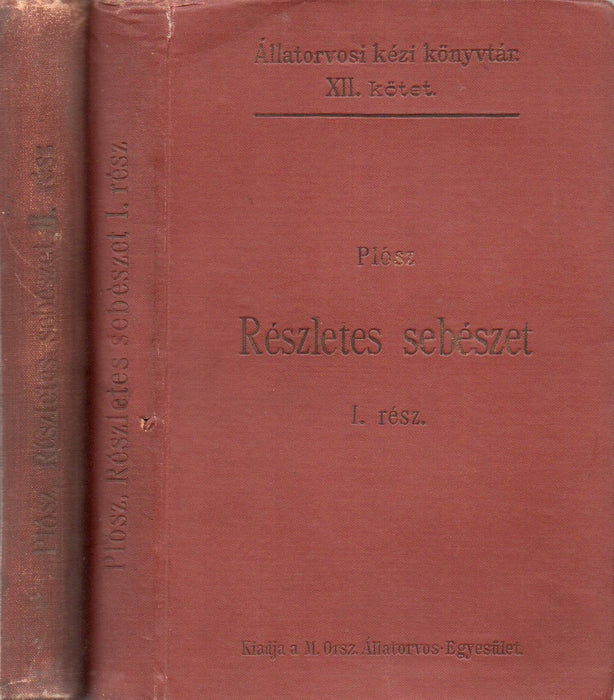 Plósz, Részletes sebészet II. rész
Plósz, Részletes sebészet I. rész
Állatorvosi kézi könyvtár.
XII. kötet.
Plósz
Részletes sebészet
I. rész.
Kiadja a M. Orsz. Állatorvos-Egyesület.